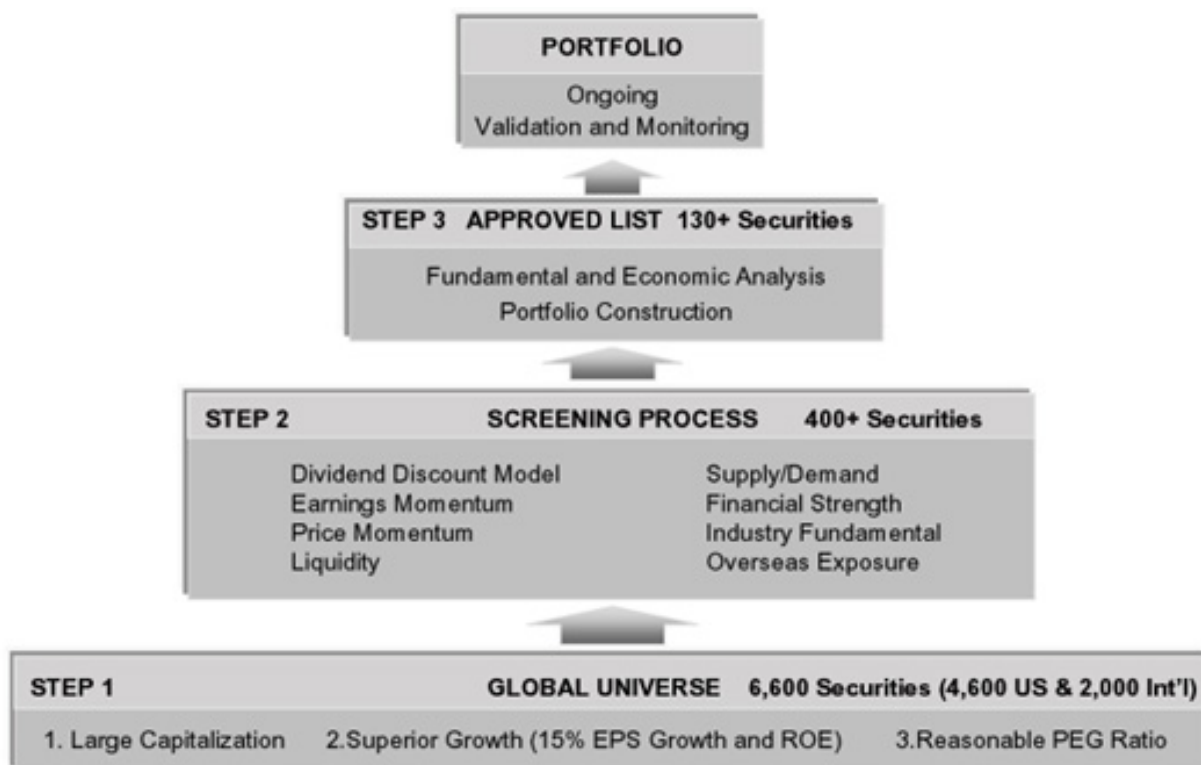 PORTFOLIO
Ongoing
Validation and Monitoring
STEP 3 APPROVED LIST 130+ Securities
Fundamental and Economic Analysis
Portfolio Construction
STEP 2 SCREENING PROCESS 400+ Securities
Dividend Discount Model Supply/Demand
Earnings Momentum Financial Strength
Price Momentum Industry Fundamental
Liquidity Overseas Exposure
STEP 1 GLOBAL UNIVERSE 6,600 Securities (4,600 US & 2,000 Int'l)
1. Large Capitalization 2.Superior Growth (15% EPS Growth and ROE) 3.Reasonable PEG Ratio